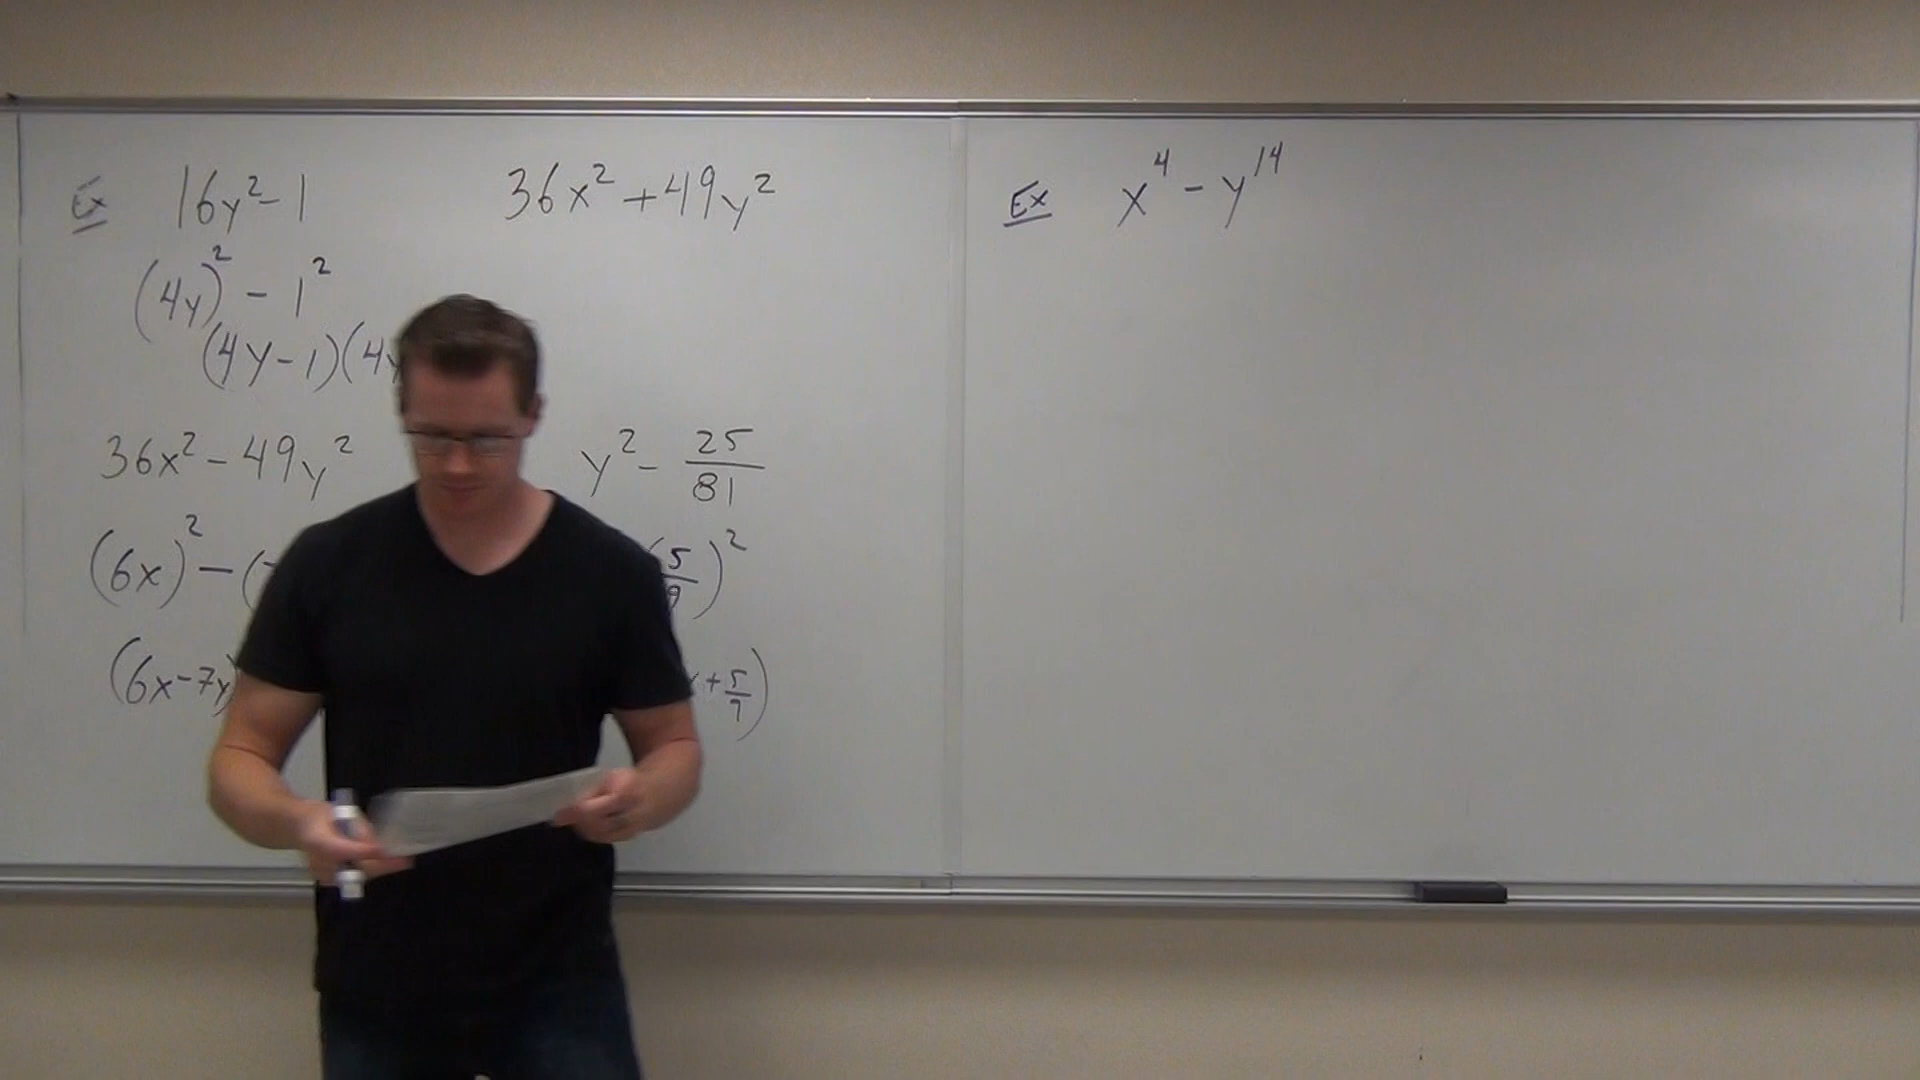 Ex 16y² - 1
(4y)² - 1²
(4y - 1)(4y
36x² + 49y²
36x² - 49y²
(6x)² - (
(6x - 7y)
y² - 25/81
(5/9)²
+ 5/7)
Ex x⁴ - y¹⁴